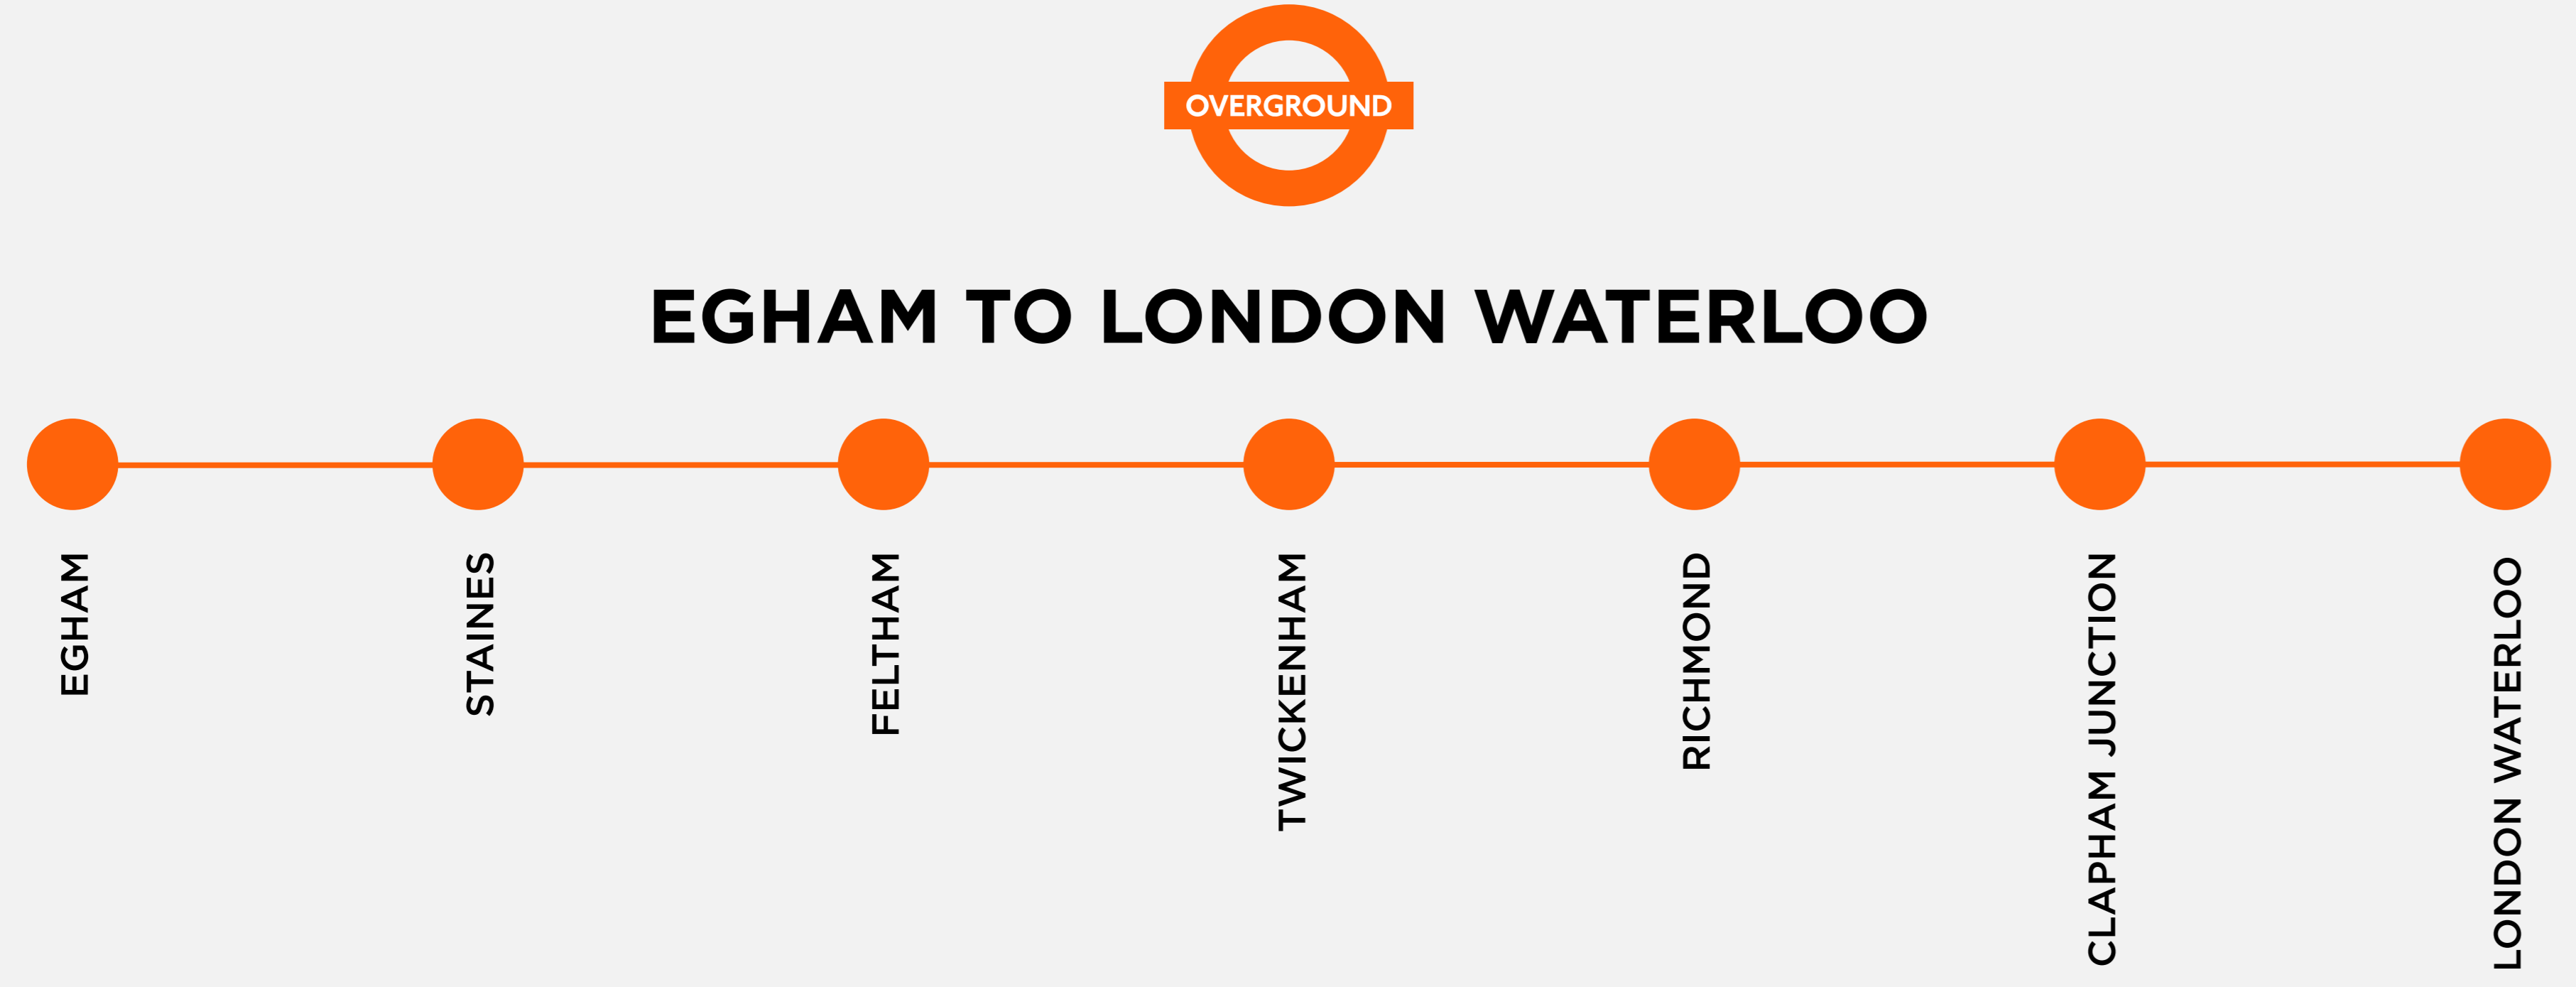 OVERGROUND
EGHAM TO LONDON WATERLOO
EGHAM
STAINES
FELTHAM
TWICKENHAM
RICHMOND
CLAPHAM JUNCTION
LONDON WATERLOO